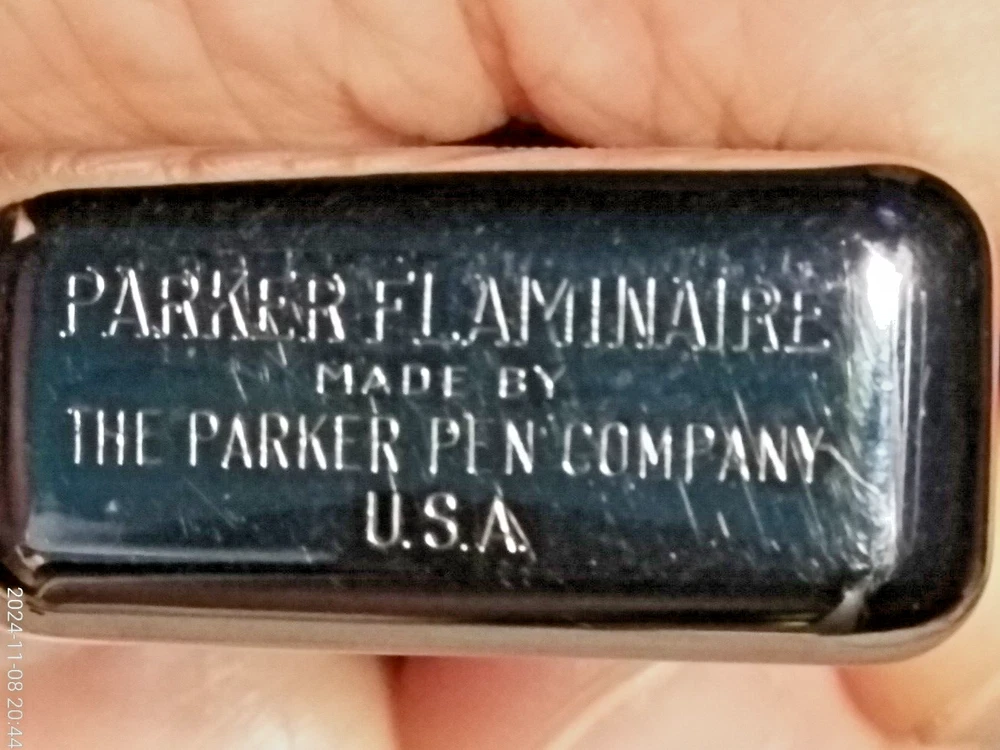 PARKER FLAMINAIRE
MADE BY
THE PARKER PEN COMPANY
U.S.A.
2024-11-08 20:44